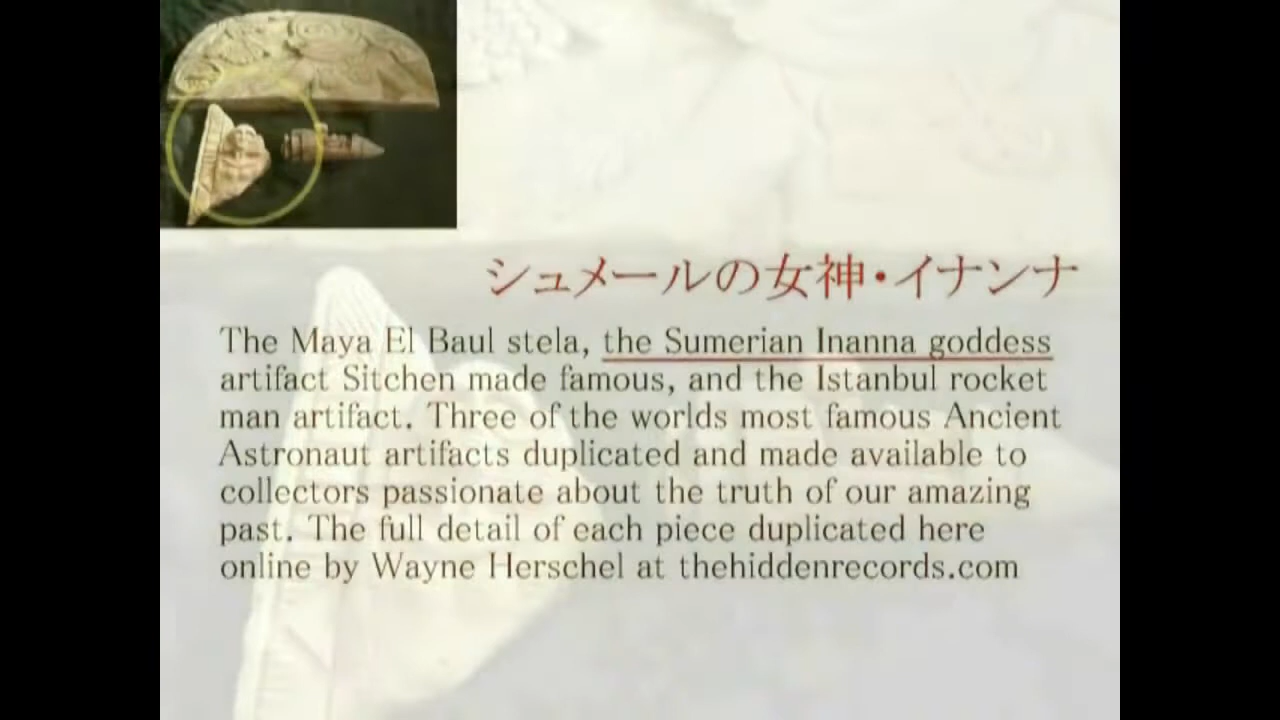 シュメールの女神・イナンナ
The Maya El Baul stela, the Sumerian Inanna goddess
artifact Sitchen made famous, and the Istanbul rocket
man artifact. Three of the worlds most famous Ancient
Astronaut artifacts duplicated and made available to
collectors passionate about the truth of our amazing
past. The full detail of each piece duplicated here
online by Wayne Herschel at thehiddenrecords.com